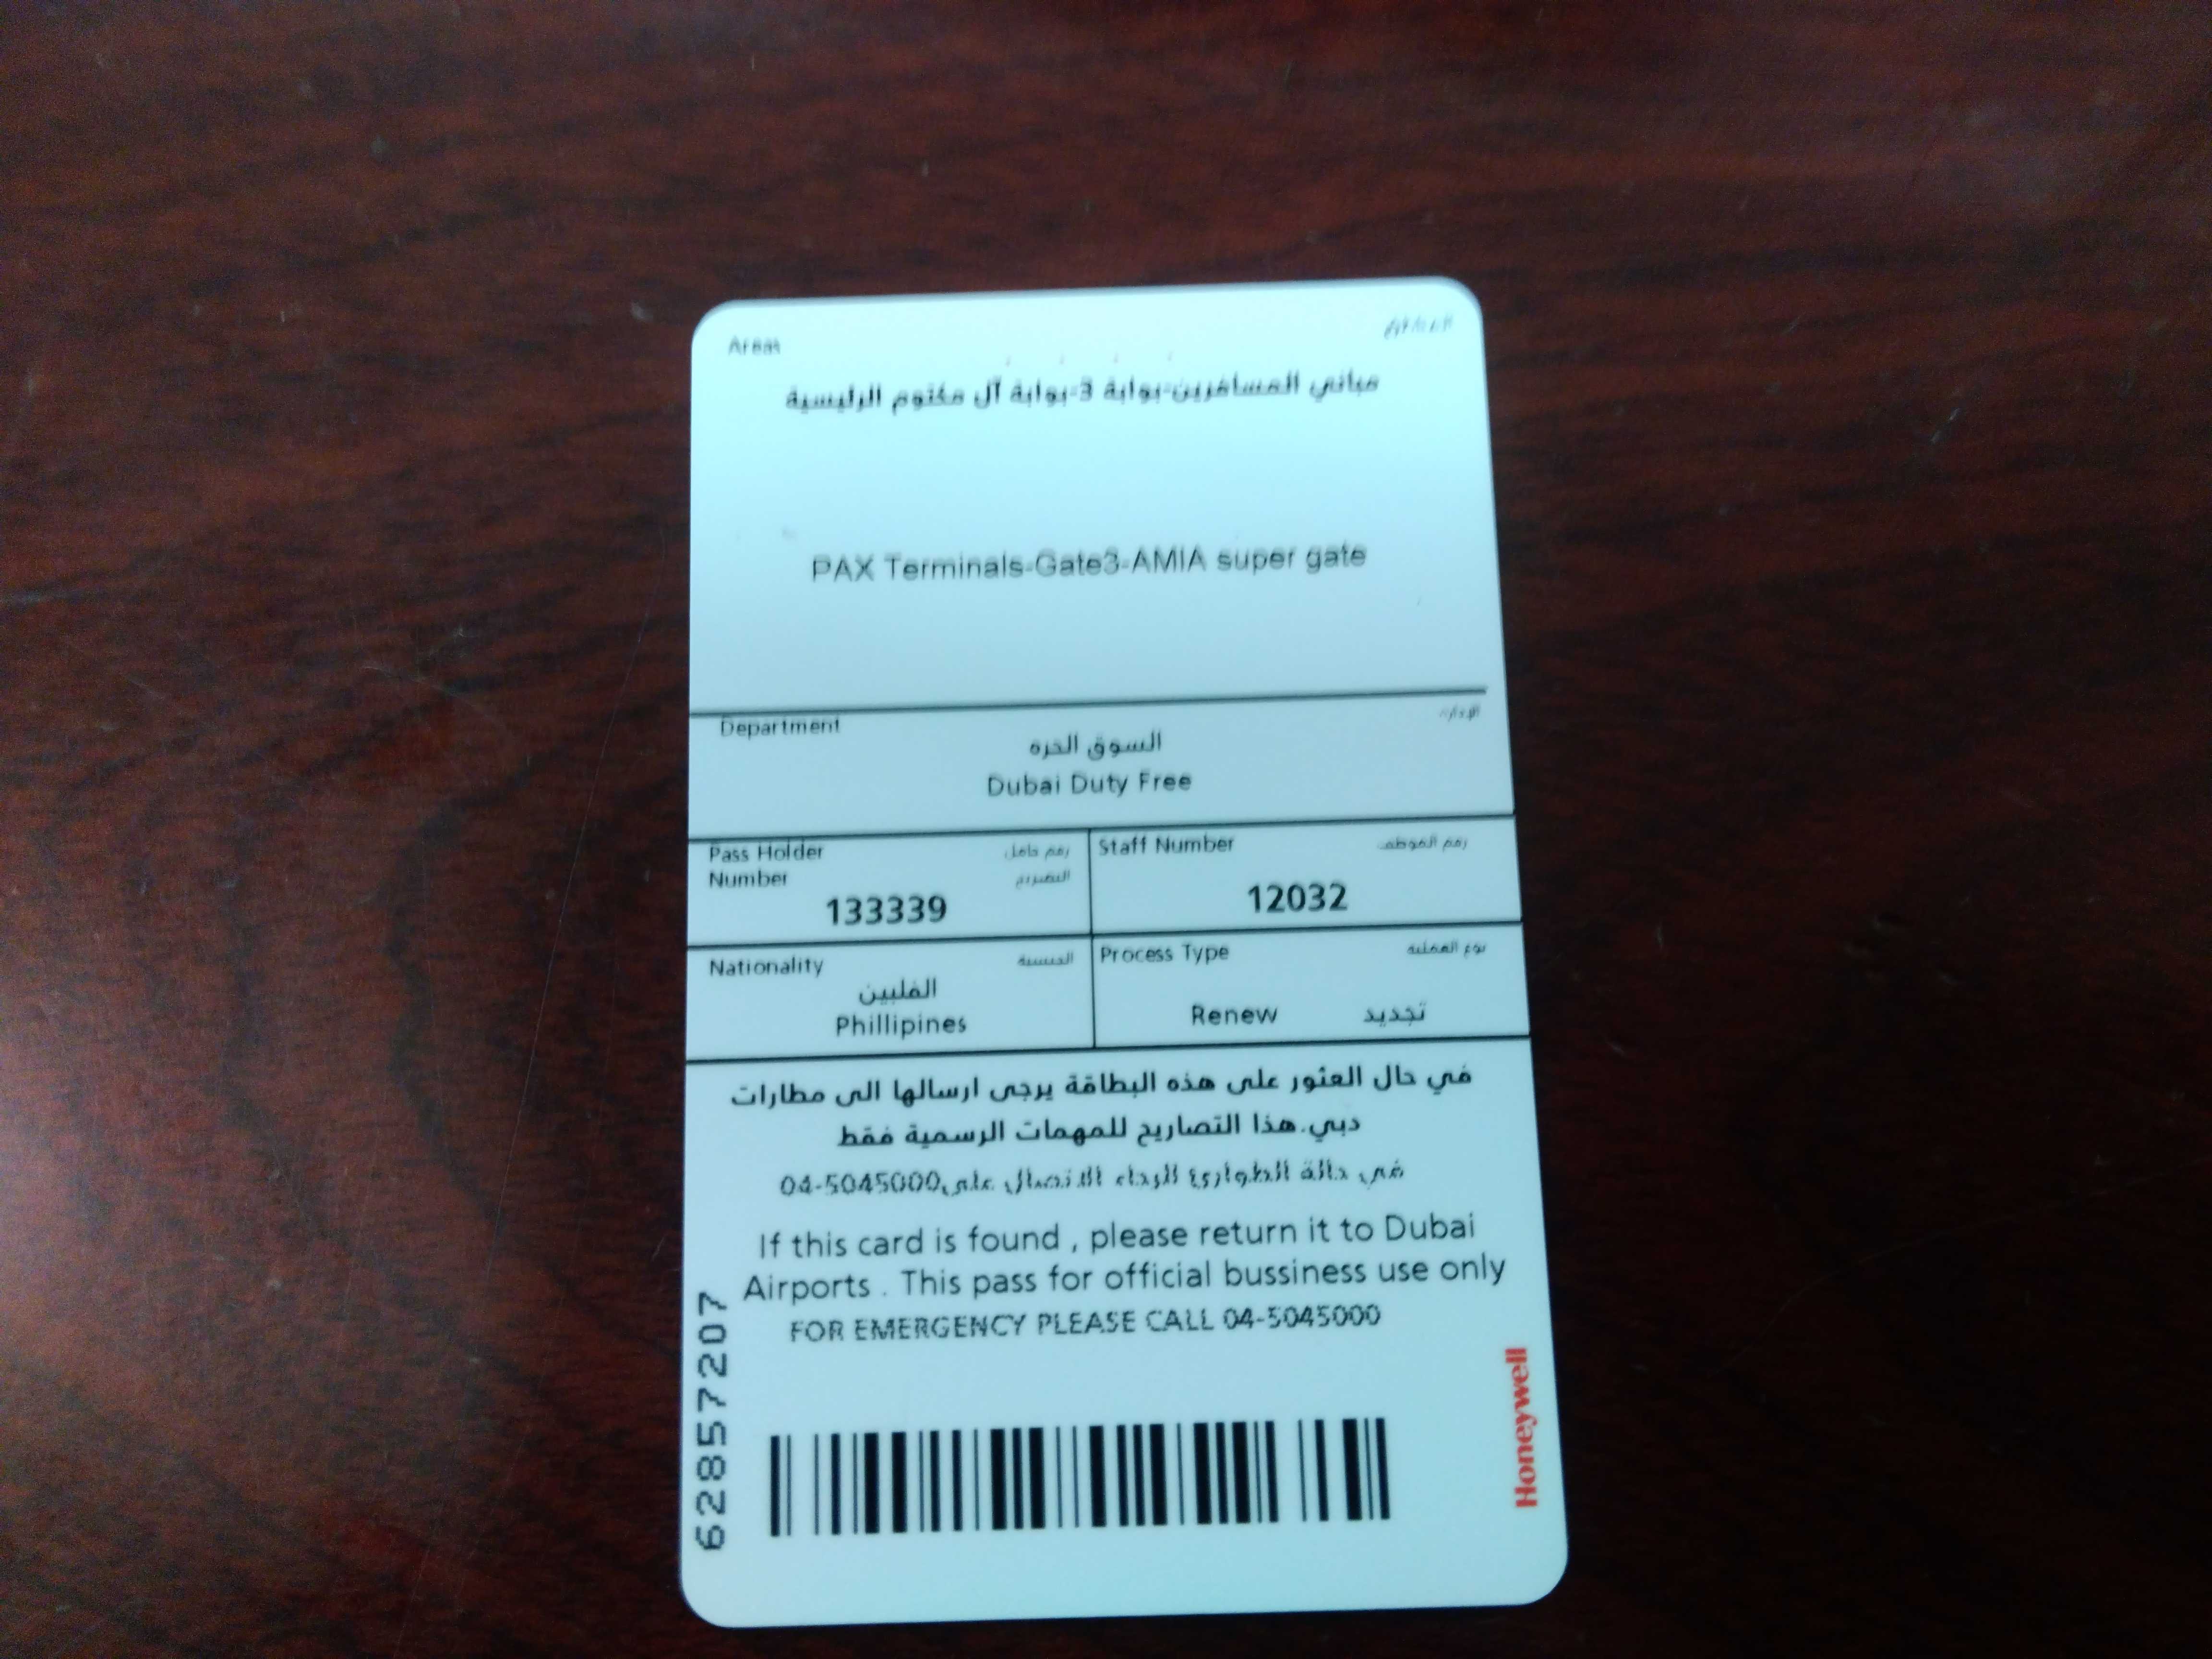 Areas
المناطق
مباني المسافرين-بوابة 3-بوابة آل مكتوم الرئيسية
PAX Terminals-Gate3-AMIA super gate
Department
الإدارة
السوق الحره
Dubai Duty Free
Pass Holder
Number
رقم حامل
التصريح
133339
Staff Number
رقم الموظف
12032
Nationality
الجنسية
الفلبين
Phillipines
Process Type
نوع العملية
Renew
تجديد
في حال العثور على هذه البطاقة يرجى ارسالها الى مطارات
دبي.هذا التصاريح للمهمات الرسمية فقط
في حالة الطوارئ الرجاء الاتصال على04-5045000
If this card is found , please return it to Dubai
Airports . This pass for official bussiness use only
FOR EMERGENCY PLEASE CALL 04-5045000
62857207
Honeywell